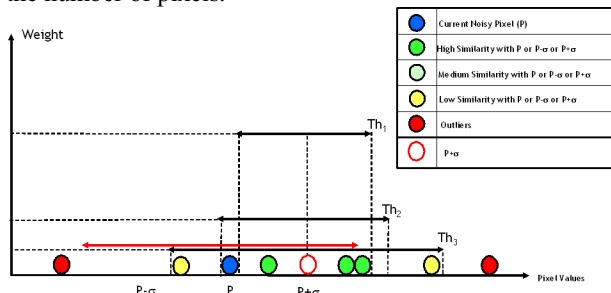 the number of pixels.
Weight
Current Noisy Pixel (P)
High Similarity with P or P-σ or P+σ
Medium Similarity with P or P-σ or P+σ
Low Similarity with P or P-σ or P+σ
Outliers
P+σ
Th1
Th2
Th3
Pixel Values
P-σ P P+σ